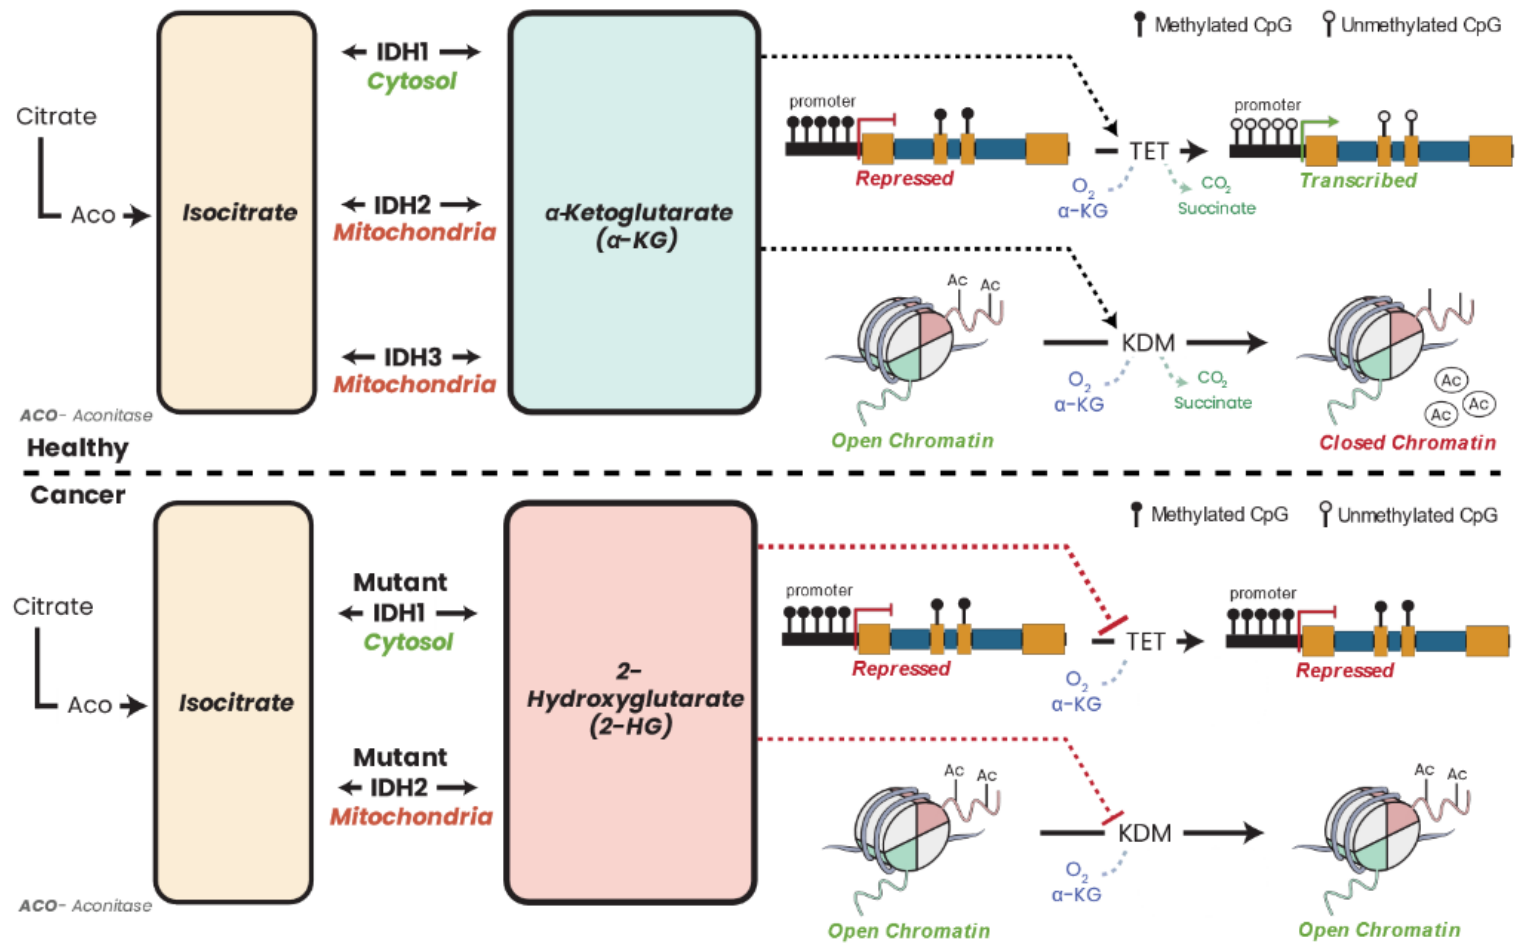 Methylated CpG
Unmethylated CpG
Citrate
Aco
Isocitrate
IDH1
Cytosol
IDH2
Mitochondria
IDH3
Mitochondria
α-Ketoglutarate
(α-KG)
promoter
Repressed
TET
O2
α-KG
CO2
Succinate
promoter
Transcribed
Ac Ac
Open Chromatin
KDM
O2
α-KG
CO2
Succinate
Ac
Ac
Ac
Closed Chromatin
ACO- Aconitase
Healthy
Cancer
Methylated CpG
Unmethylated CpG
Citrate
Aco
Isocitrate
Mutant
IDH1
Cytosol
Mutant
IDH2
Mitochondria
2-
Hydroxyglutarate
(2-HG)
promoter
Repressed
TET
O2
α-KG
promoter
Repressed
Ac Ac
Open Chromatin
KDM
O2
α-KG
Ac Ac
Open Chromatin
ACO- Aconitase